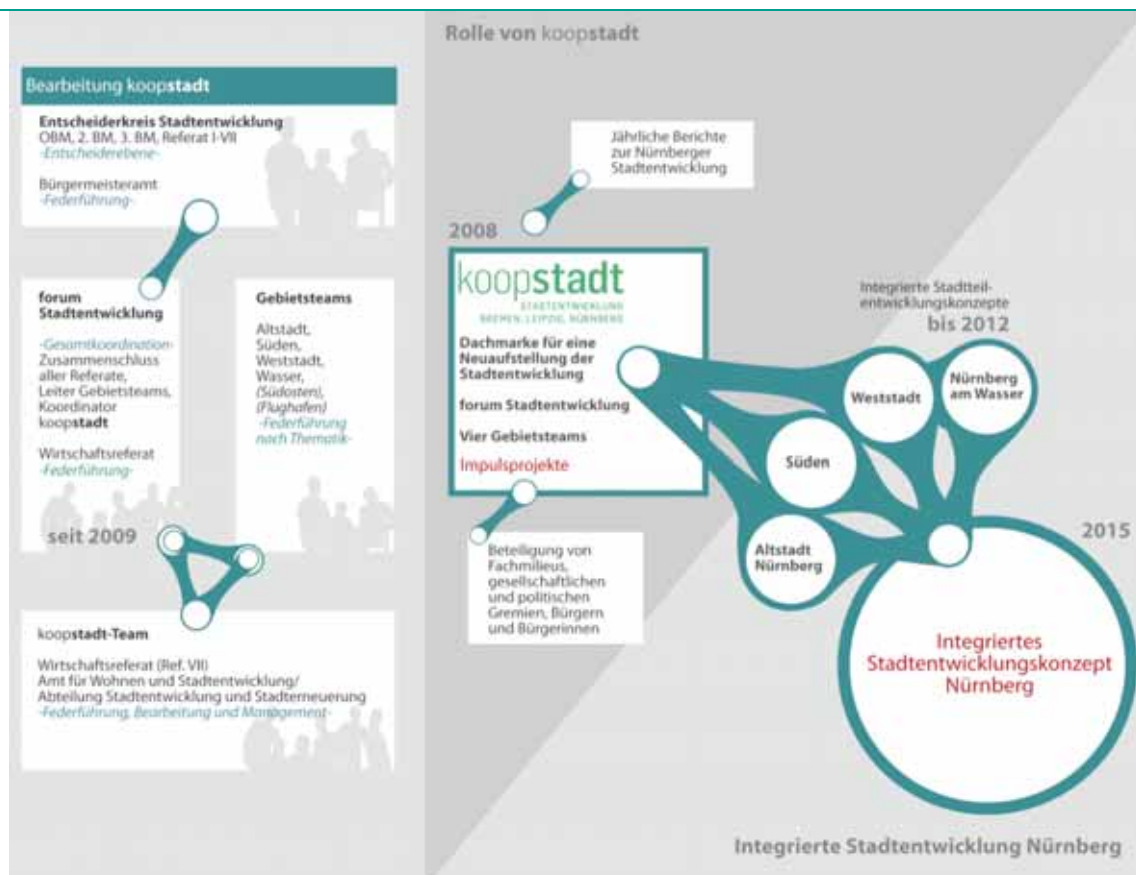 Rolle von koopstadt
Bearbeitung koopstadt
Entscheiderkreis Stadtentwicklung
OBM, 2. BM, 3. BM, Referat I-VII
-Entscheiderebene-
Bürgermeisteramt
-Federführung-
forum
Stadtentwicklung
-Gesamtkoordination-
Zusammenschluss
aller Referate,
Leiter Gebietsteams,
Koordinator
koopstadt
Wirtschaftsreferat
-Federführung-
Gebietsteams
Altstadt,
Süden,
Weststadt,
Wasser,
(Südosten),
(Flughafen)
-Federführung
nach Thematik-
seit 2009
koopstadt-Team
Wirtschaftsreferat (Ref. VII)
Amt für Wohnen und Stadtentwicklung/
Abteilung Stadtentwicklung und Stadterneuerung
-Federführung, Bearbeitung und Management-
Jährliche Berichte
zur Nürnberger
Stadtentwicklung
2008
koopstadt
STADTENTWICKLUNG
BREMEN, LEIPZIG, NÜRNBERG
Dachmarke für eine
Neuaufstellung der
Stadtentwicklung
forum Stadtentwicklung
Vier Gebietsteams
Impulsprojekte
Beteiligung von
Fachmilieus,
gesellschaftlichen
und politischen
Gremien, Bürgern
und Bürgerinnen
Integrierte Stadtteil-
entwicklungskonzepte
bis 2012
Weststadt
Nürnberg
am Wasser
Süden
Altstadt
Nürnberg
2015
Integriertes
Stadtentwicklungskonzept
Nürnberg
Integrierte Stadtentwicklung Nürnberg